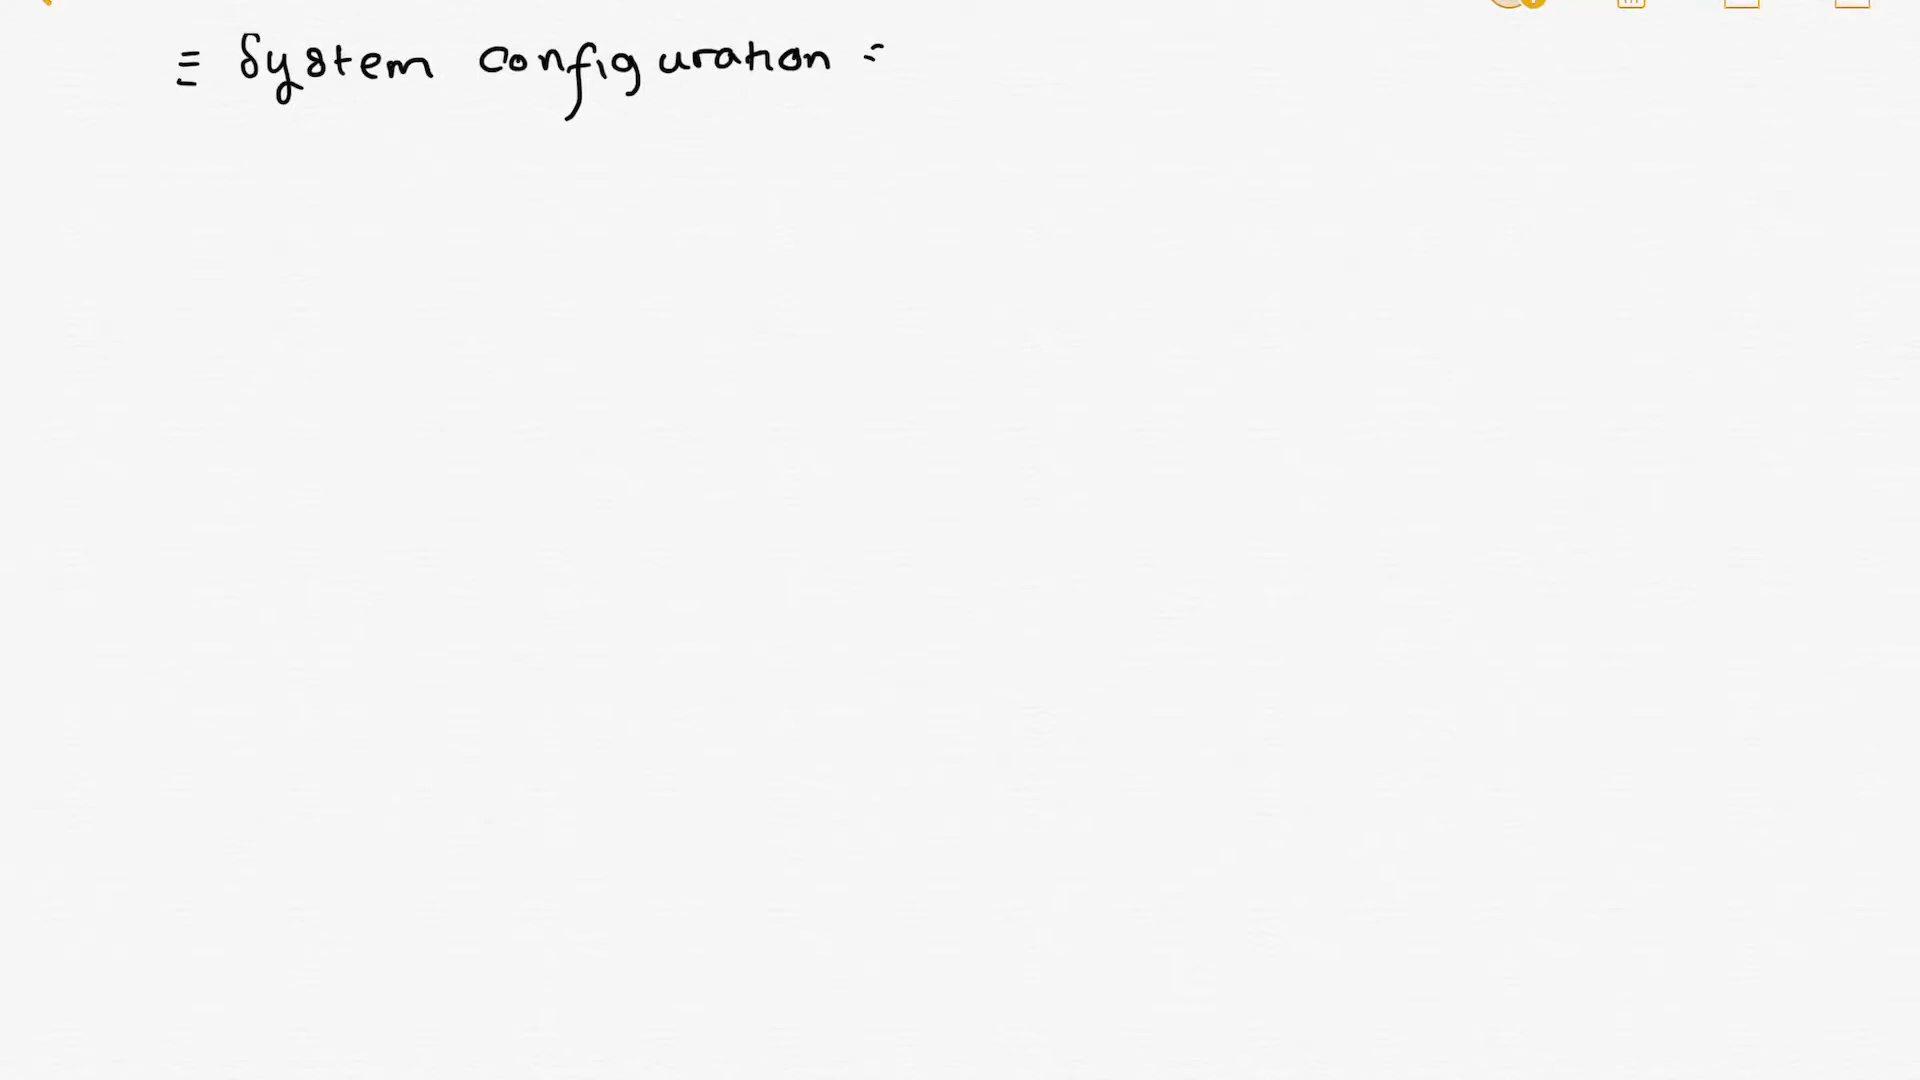 ≡ System configuration =